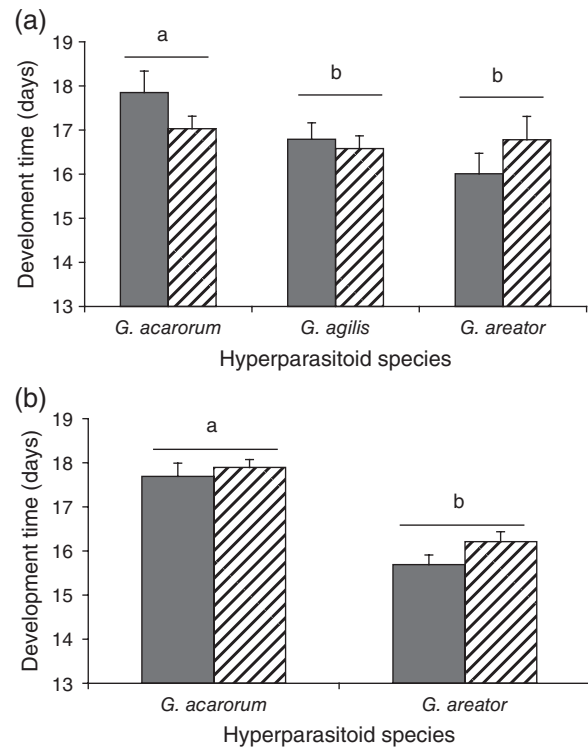 (a)
19
18
17
16
15
14
13
Develoment time (days)
a
b
b
G. acarorum
G. agilis
G. areator
Hyperparasitoid species
(b)
19
18
17
16
15
14
13
Development time (days)
a
b
G. acarorum
G. areator
Hyperparasitoid species